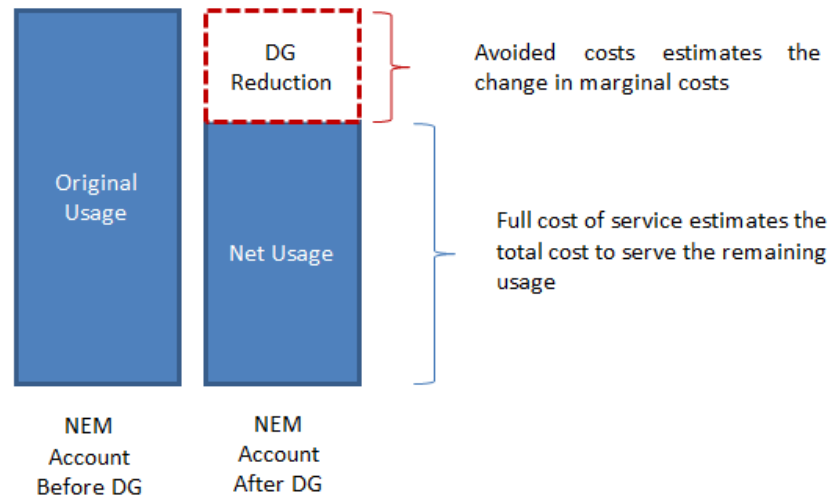 DG
Reduction
Avoided costs estimates the
change in marginal costs
Original
Usage
Net Usage
Full cost of service estimates the
total cost to serve the remaining
usage
NEM
Account
Before DG
NEM
Account
After DG